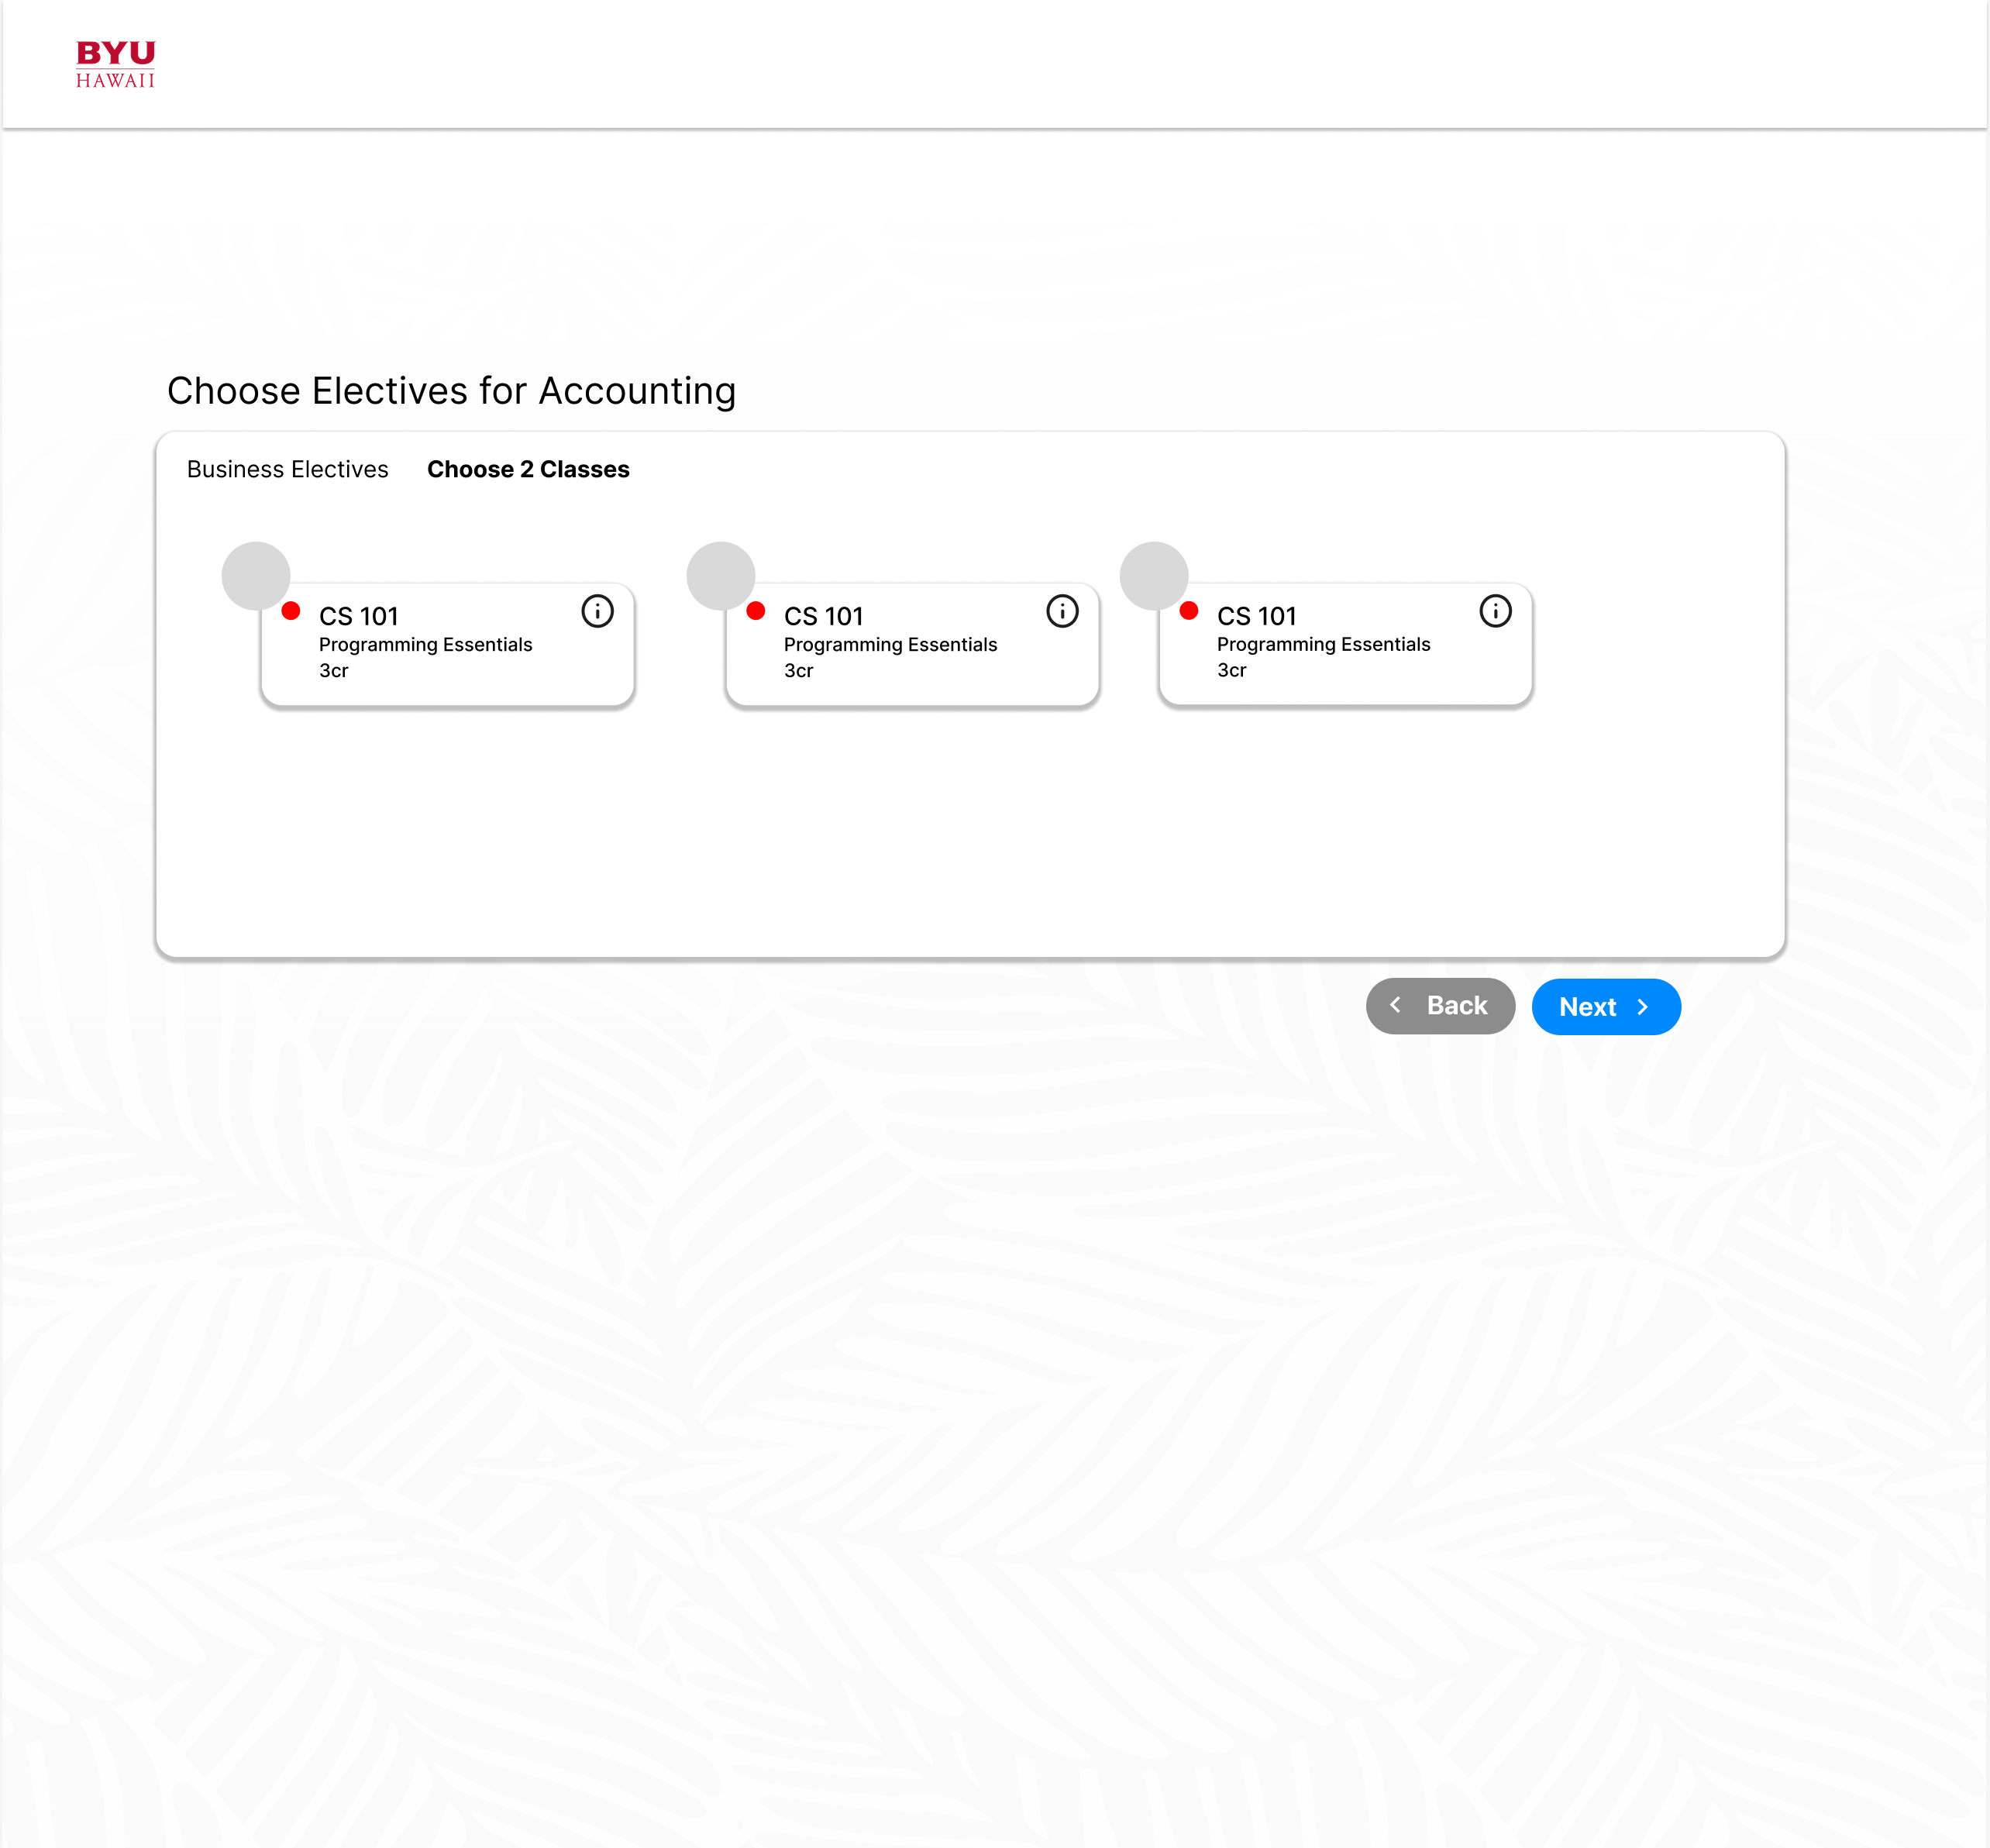 BYU
HAWAII
Choose Electives for Accounting
Business Electives Choose 2 Classes
CS 101
Programming Essentials
3cr
CS 101
Programming Essentials
3cr
CS 101
Programming Essentials
3cr
Back
Next